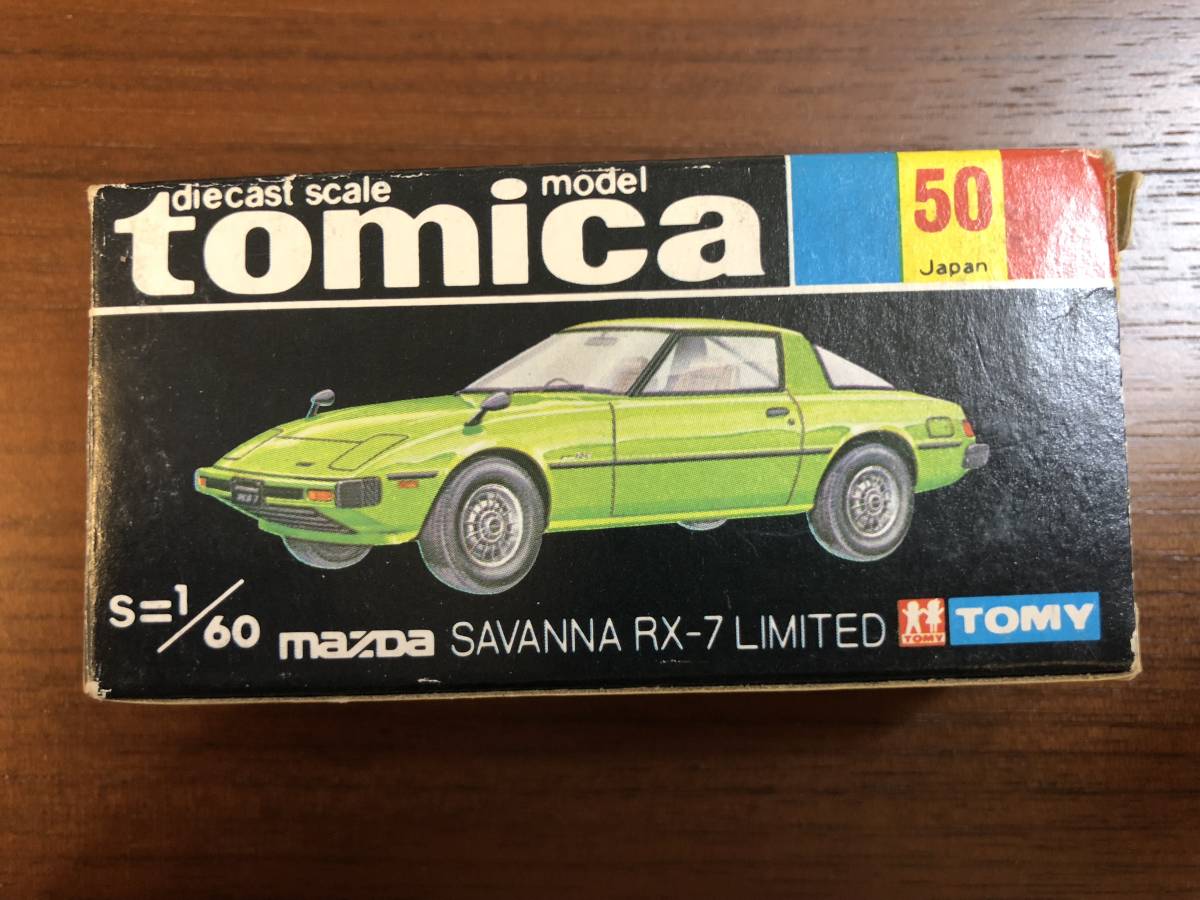 diecast scale model
tomica
50
Japan
S=1/60
mazda SAVANNA RX-7 LIMITED
TOMY
TOMY